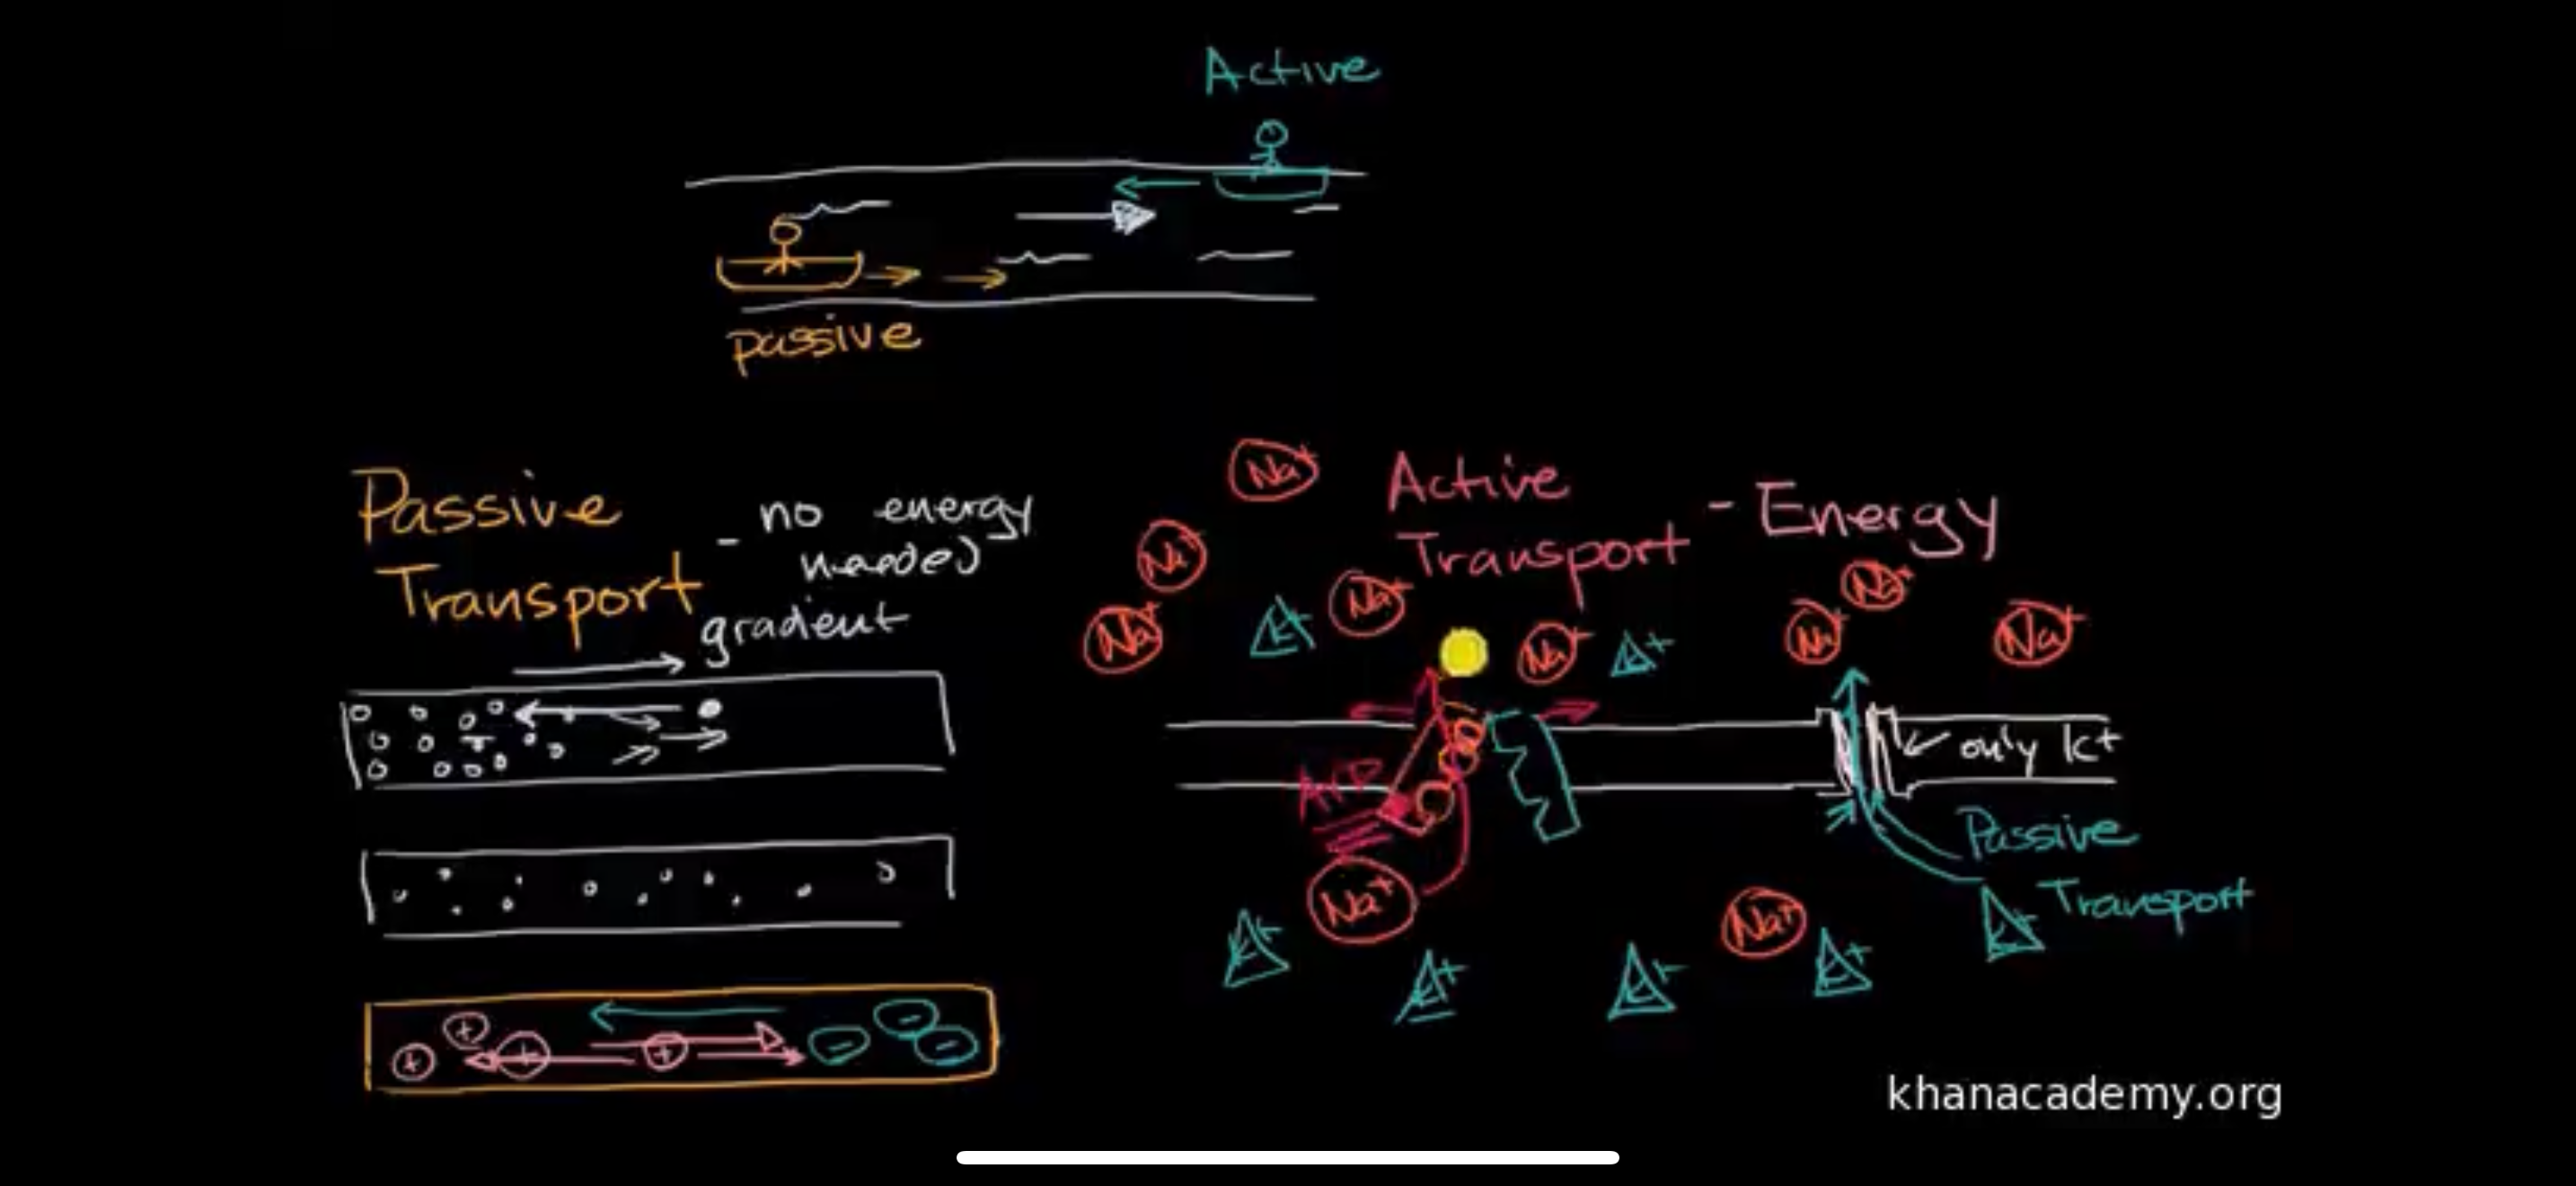 Active
passive
Passive
Transport
- no energy
needed
gradient
Active
Transport
- Energy
Na+
Na+
Na+
K+
Na+
Na+
K+
Na+
Na+
Na+
ATP
only K+
Passive
Transport
Na+
K+
K+
K+
Na+
K+
K+
+
+
+
+
-
-
-
khanacademy.org